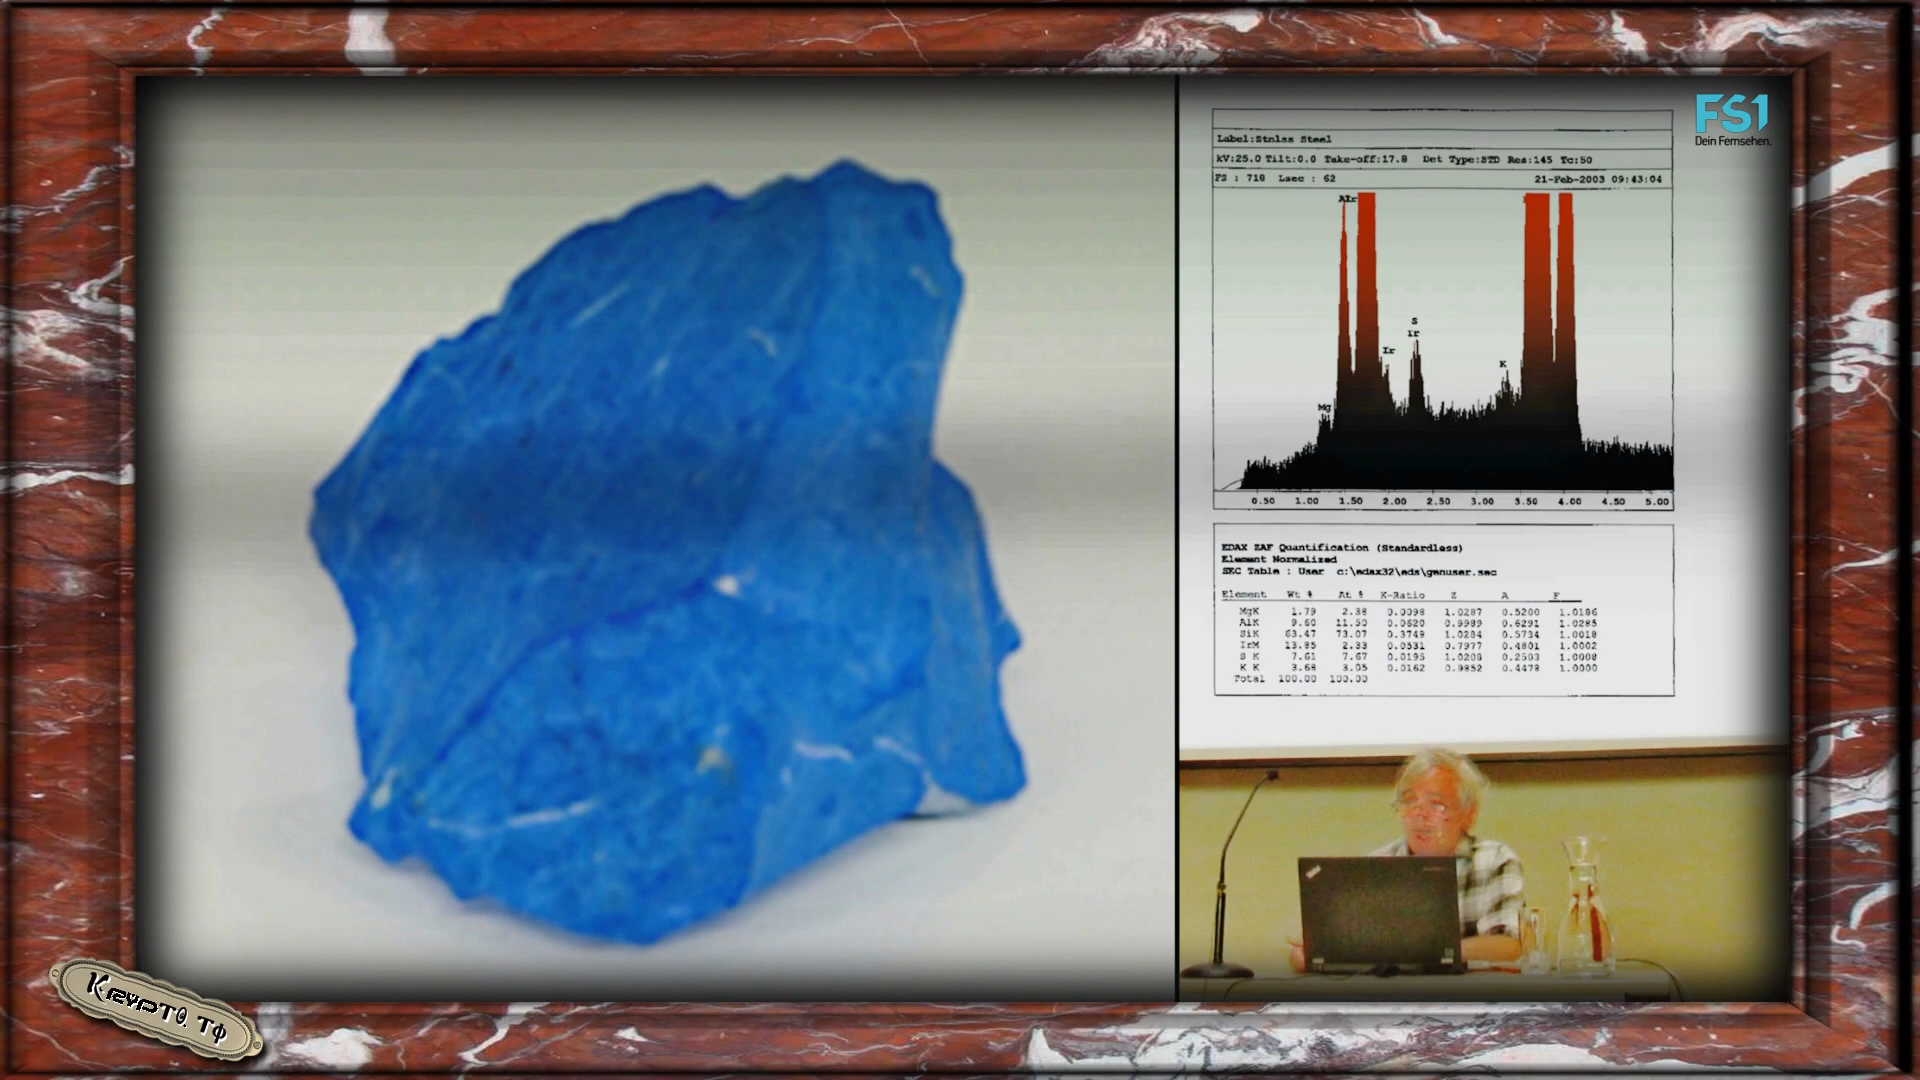 FS1
Dein Fernsehen.
Label:Stnlss Steel
kV:25.0 Tilt:0.0 Take-off:17.8 Det Type:STD Res:145 Tc:50
FS : 718 Lsec : 62
21-Feb-2003 09:43:04
AlIr
S
Ir
Ir
K
Mg
0.50 1.00 1.50 2.00 2.50 3.00 3.50 4.00 4.50 5.00
EDAX ZAF Quantification (Standardless)
Element Normalized
SEC Table : User c:\edax32\eds\genuser.sec
Element Wt % At % K-Ratio Z A F
MgK 1.79 2.38 0.0098 1.0287 0.5200 1.0186
AlK 9.60 11.50 0.0620 0.9989 0.6291 1.0285
SiK 63.47 73.07 0.3749 1.0284 0.5734 1.0018
IrM 13.85 2.33 0.0531 0.7977 0.4801 1.0002
S K 7.61 7.67 0.0195 1.0208 0.2503 1.0008
K K 3.68 3.05 0.0162 0.9852 0.4478 1.0000
Total 100.00 100.00
Krypto TΦ